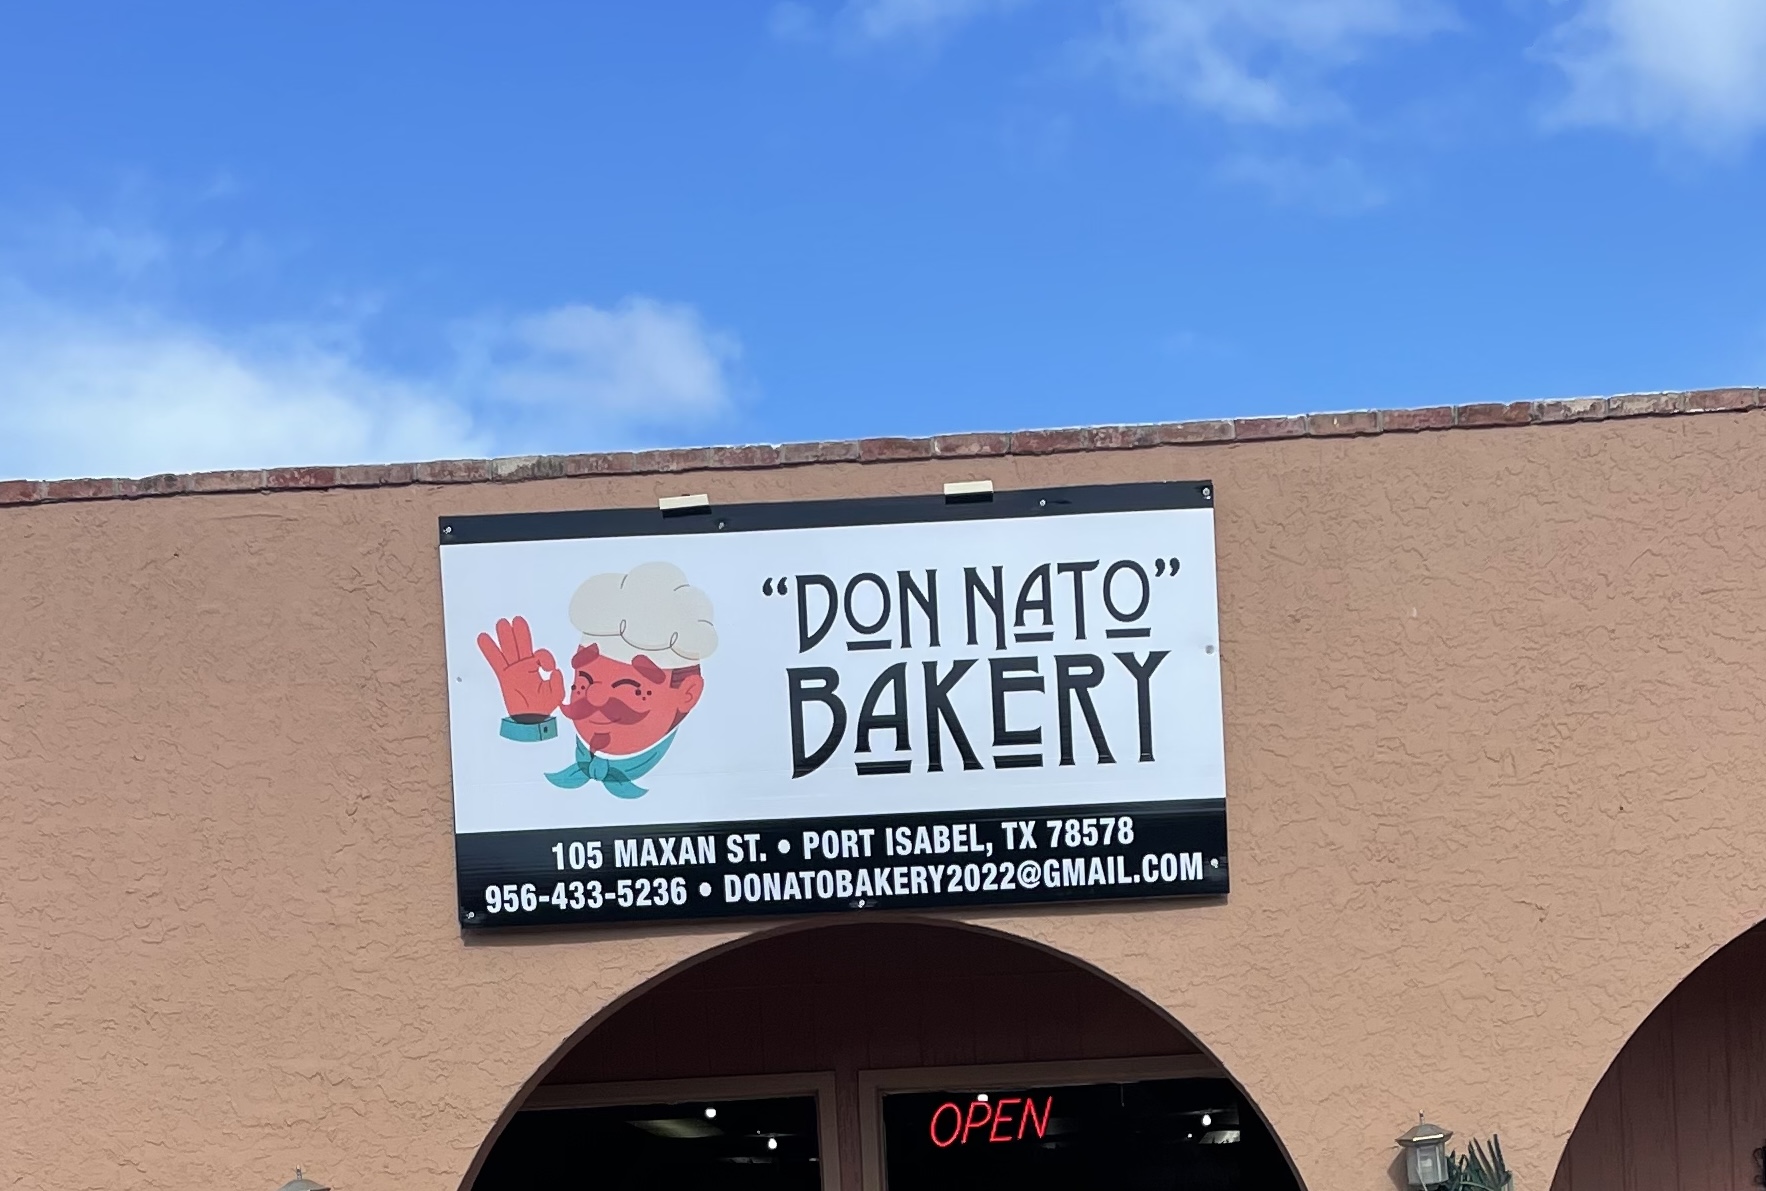 “DON NATO”
BAKERY
105 MAXAN ST. • PORT ISABEL, TX 78578
956-433-5236 • DONATOBAKERY2022@GMAIL.COM
OPEN